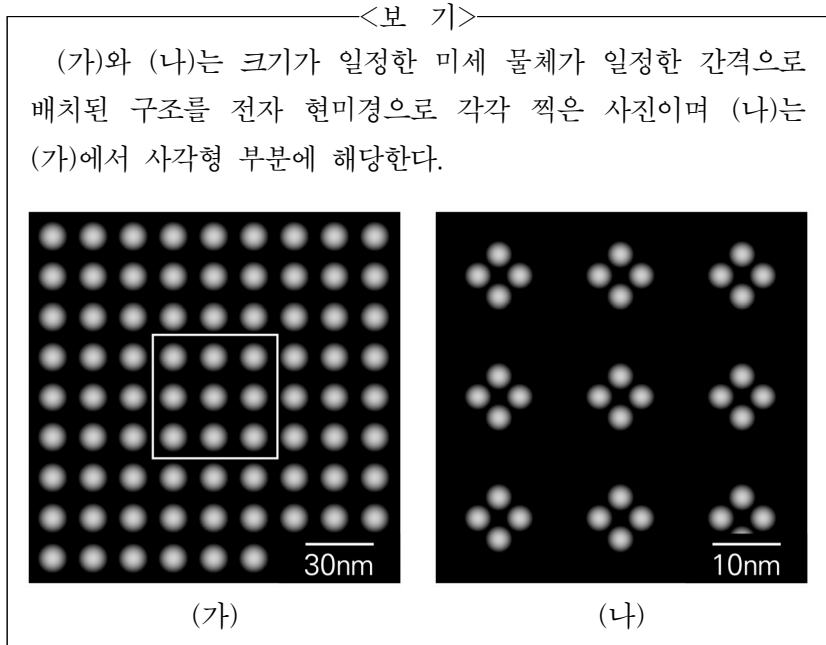 <보 기>
(가)와 (나)는 크기가 일정한 미세 물체가 일정한 간격으로
배치된 구조를 전자 현미경으로 각각 찍은 사진이며 (나)는
(가)에서 사각형 부분에 해당한다.
30nm
10nm
(가)
(나)